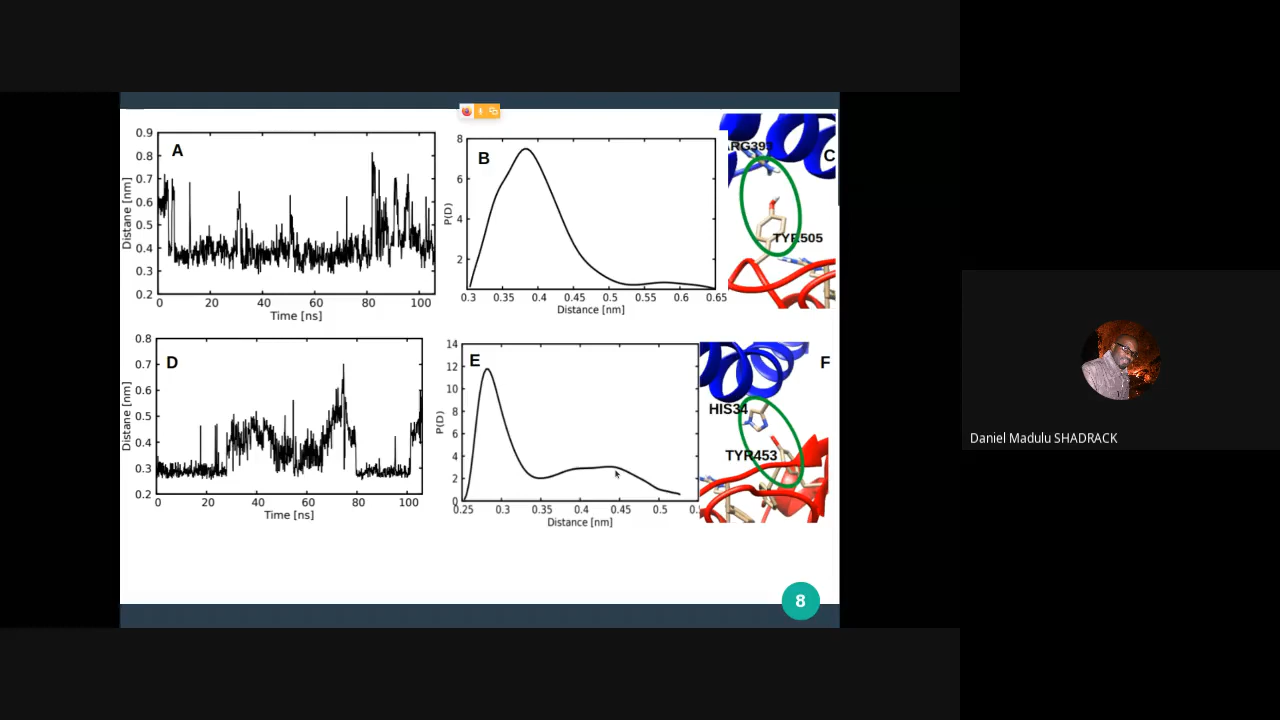 A
0.9
0.8
0.7
0.6
0.5
0.4
0.3
0.2
Distane [nm]
0 20 40 60 80 100
Time [ns]
B
8
6
4
2
P(D)
0.3 0.35 0.4 0.45 0.5 0.55 0.6 0.65
Distance [nm]
C
TYR505
D
0.8
0.7
0.6
0.5
0.4
0.3
0.2
Distane [nm]
0 20 40 60 80 100
Time [ns]
E
14
12
10
8
6
4
2
0
P(D)
0.25 0.3 0.35 0.4 0.45 0.5
Distance [nm]
F
HIS34
TYR453
8
Daniel Madulu SHADRACK